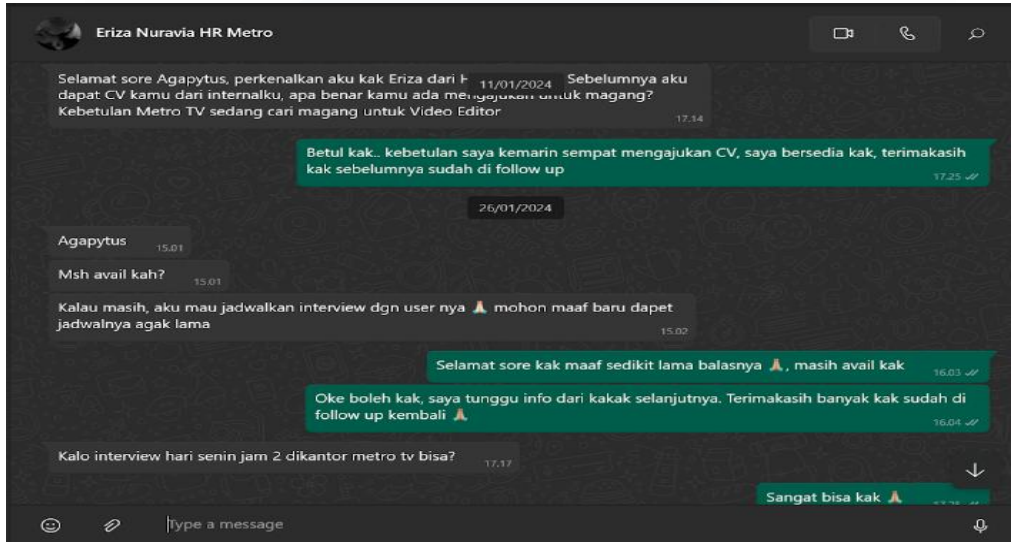 Eriza Nuravia HR Metro
Selamat sore Agapytus, perkenalkan aku kak Eriza dari 11/01/2024 Sebelumnya aku
dapat CV kamu dari internalku, apa benar kamu ada mengajukan untuk magang?
Kebetulan Metro TV sedang cari magang untuk Video Editor
17.14
Betul kak.. kebetulan saya kemarin sempat mengajukan CV, saya bersedia kak, terimakasih
kak sebelumnya sudah di follow up
17.25
26/01/2024
Agapytus 15.01
Msh avail kah? 15.01
Kalau masih, aku mau jadwalkan interview dgn user nya 🙏🏼 mohon maaf baru dapet
jadwalnya agak lama
15.02
Selamat sore kak maaf sedikit lama balasnya 🙏🏼, masih avail kak 16.03
Oke boleh kak, saya tunggu info dari kakak selanjutnya. Terimakasih banyak kak sudah di
follow up kembali 🙏🏼
16.04
Kalo interview hari senin jam 2 dikantor metro tv bisa? 17.17
Sangat bisa kak 🙏🏼
Type a message